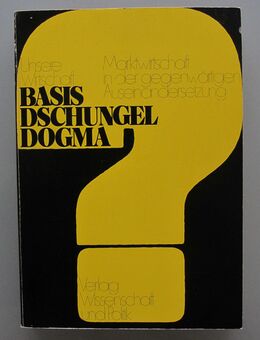 Unsere
Wirtschaft
BASIS
DSCHUNGEL
DOGMA
Marktwirtschaft
in der gegenwärtigen
Auseinandersetzung
?
Verlag
Wissenschaft
und Politik